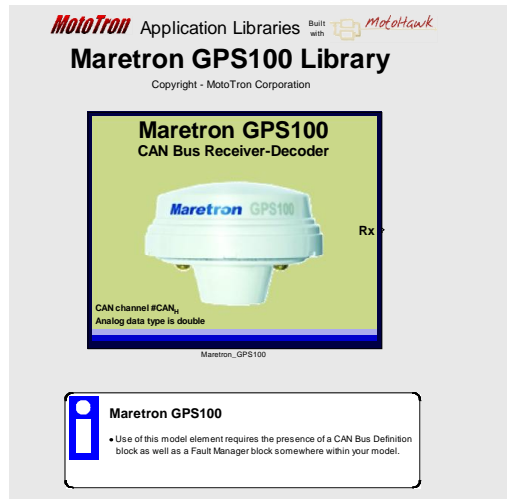 MotoTron Application Libraries Built with MotoHawk
Maretron GPS100 Library
Copyright - MotoTron Corporation
Maretron GPS100
CAN Bus Receiver-Decoder
Maretron GPS100
Rx
CAN channel #CAN_H
Analog data type is double
Maretron_GPS100
Maretron GPS100
• Use of this model element requires the presence of a CAN Bus Definition
block as well as a Fault Manager block somewhere within your model.